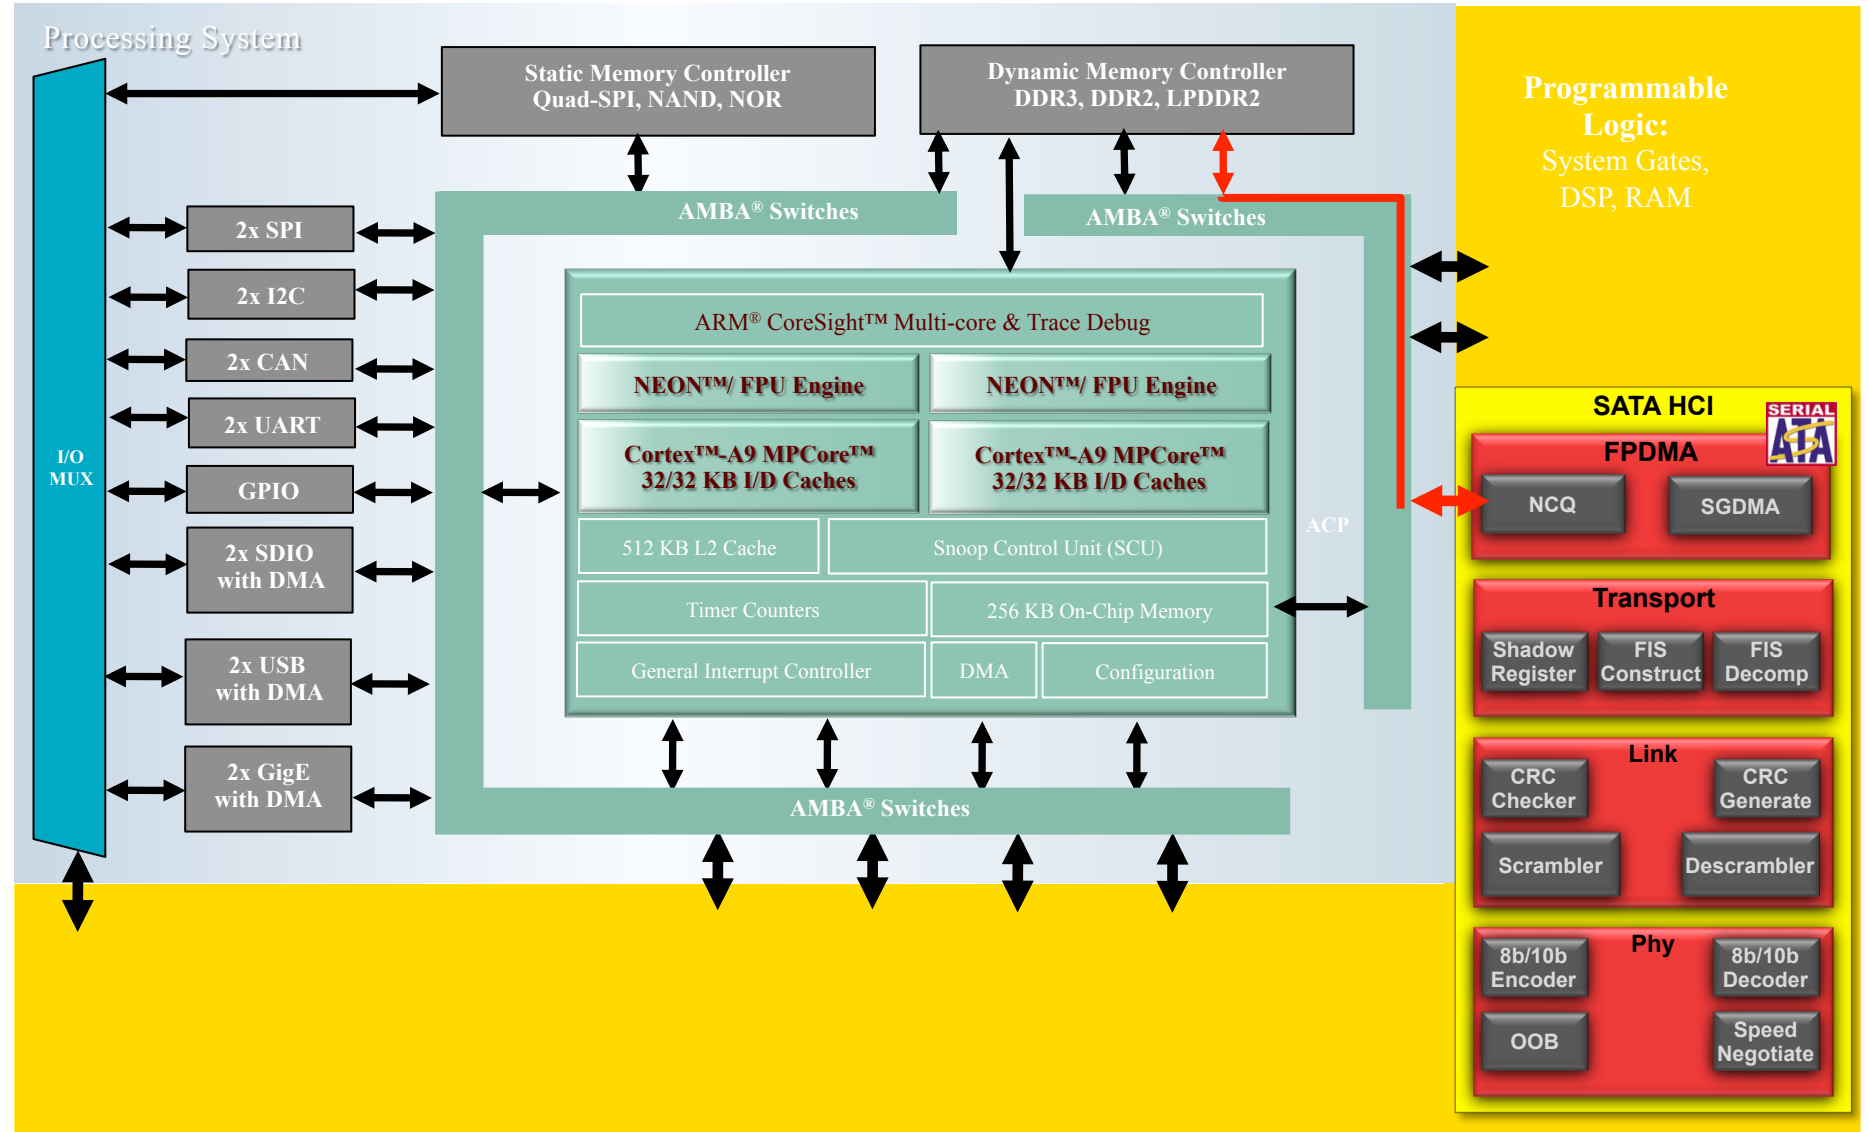 Processing System
Static Memory Controller
Quad-SPI, NAND, NOR
Dynamic Memory Controller
DDR3, DDR2, LPDDR2
Programmable
Logic:
System Gates,
DSP, RAM
AMBA® Switches
AMBA® Switches
2x SPI
2x I2C
2x CAN
2x UART
GPIO
2x SDIO
with DMA
2x USB
with DMA
2x GigE
with DMA
I/O
MUX
ARM® CoreSight™ Multi-core & Trace Debug
NEON™/ FPU Engine
NEON™/ FPU Engine
Cortex™-A9 MPCore™
32/32 KB I/D Caches
Cortex™-A9 MPCore™
32/32 KB I/D Caches
512 KB L2 Cache
Snoop Control Unit (SCU)
Timer Counters
256 KB On-Chip Memory
General Interrupt Controller
DMA
Configuration
ACP
AMBA® Switches
SATA HCI
SERIAL
ATA
FPDMA
NCQ
SGDMA
Transport
Shadow
Register
FIS
Construct
FIS
Decomp
Link
CRC
Checker
CRC
Generate
Scrambler
Descrambler
Phy
8b/10b
Encoder
8b/10b
Decoder
OOB
Speed
Negotiate